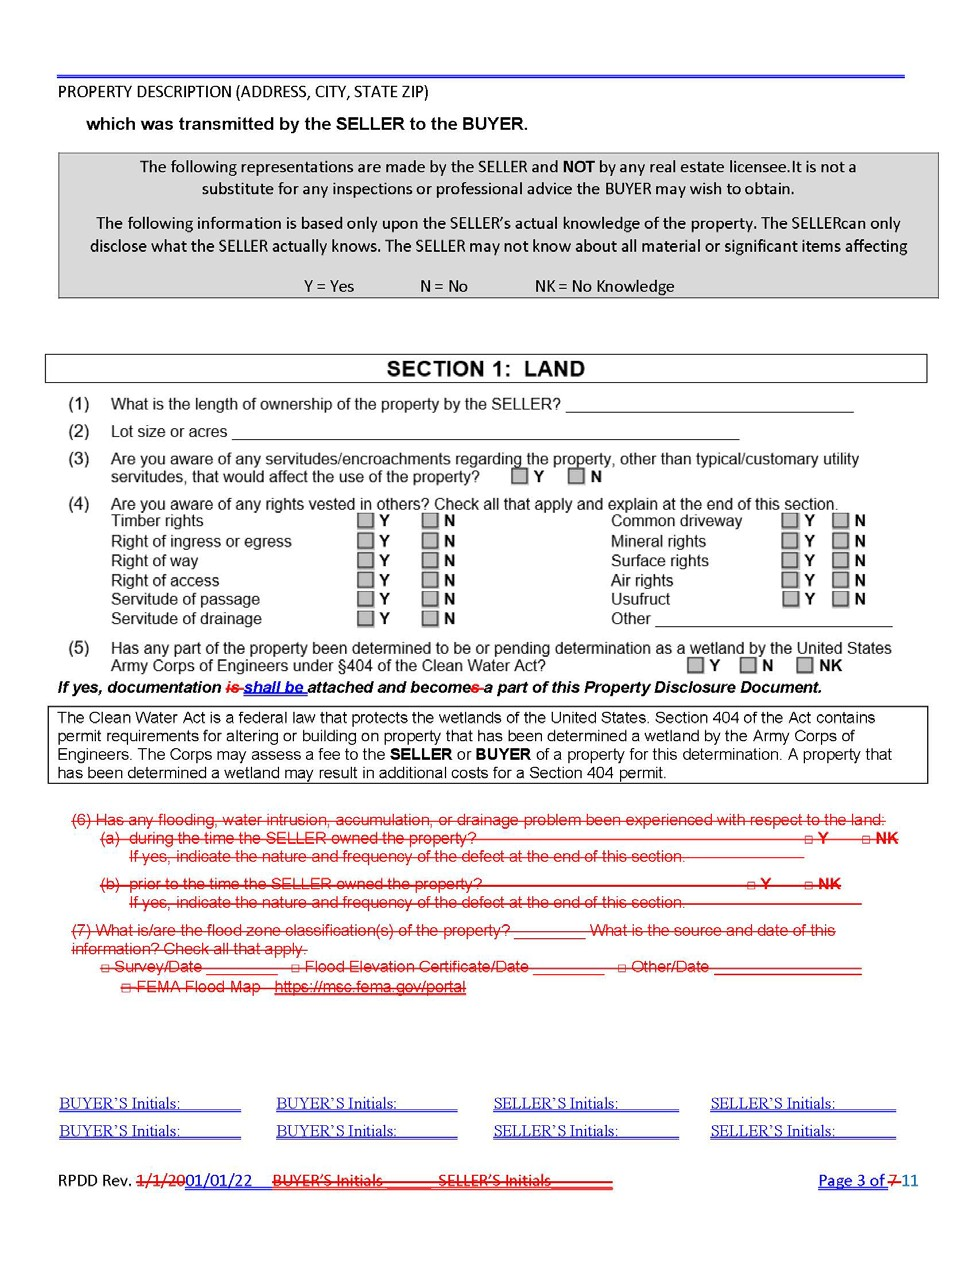 PROPERTY DESCRIPTION (ADDRESS, CITY, STATE ZIP)
which was transmitted by the SELLER to the BUYER.
The following representations are made by the SELLER and NOT by any real estate licensee.It is not a
substitute for any inspections or professional advice the BUYER may wish to obtain.
The following information is based only upon the SELLER’s actual knowledge of the property. The SELLERcan only
disclose what the SELLER actually knows. The SELLER may not know about all material or significant items affecting
Y = Yes N = No NK = No Knowledge
SECTION 1: LAND
(1) What is the length of ownership of the property by the SELLER? ____________________
(2) Lot size or acres ____________________
(3) Are you aware of any servitudes/encroachments regarding the property, other than typical/customary utility
servitudes, that would affect the use of the property? Y N
(4) Are you aware of any rights vested in others? Check all that apply and explain at the end of this section.
Timber rights Y N Common driveway Y N
Right of ingress or egress Y N Mineral rights Y N
Right of way Y N Surface rights Y N
Right of access Y N Air rights Y N
Servitude of passage Y N Usufruct Y N
Servitude of drainage Y N Other ____________________
(5) Has any part of the property been determined to be or pending determination as a wetland by the United States
Army Corps of Engineers under §404 of the Clean Water Act? Y N NK
If yes, documentation is shall be attached and becomes a part of this Property Disclosure Document.
The Clean Water Act is a federal law that protects the wetlands of the United States. Section 404 of the Act contains
permit requirements for altering or building on property that has been determined a wetland by the Army Corps of
Engineers. The Corps may assess a fee to the SELLER or BUYER of a property for this determination. A property that
has been determined a wetland may result in additional costs for a Section 404 permit.
(6) Has any flooding, water intrusion, accumulation, or drainage problem been experienced with respect to the land:
(a) during the time the SELLER owned the property? □ Y □ NK
If yes, indicate the nature and frequency of the defect at the end of this section.
(b) prior to the time the SELLER owned the property? □ Y □ NK
If yes, indicate the nature and frequency of the defect at the end of this section.
(7) What is/are the flood zone classification(s) of the property? ________ What is the source and date of this
information? Check all that apply.
□ Survey/Date ________ □ Flood Elevation Certificate/Date ________ □ Other/Date ________
□ FEMA Flood Map https://msc.fema.gov/portal
BUYER’S Initials:______ BUYER’S Initials:______ SELLER’S Initials:______ SELLER’S Initials:______
BUYER’S Initials:______ BUYER’S Initials:______ SELLER’S Initials:______ SELLER’S Initials:______
RPDD Rev. 1/1/2001/01/22 BUYER’S Initials _____ SELLER’S Initials______ Page 3 of 7 11